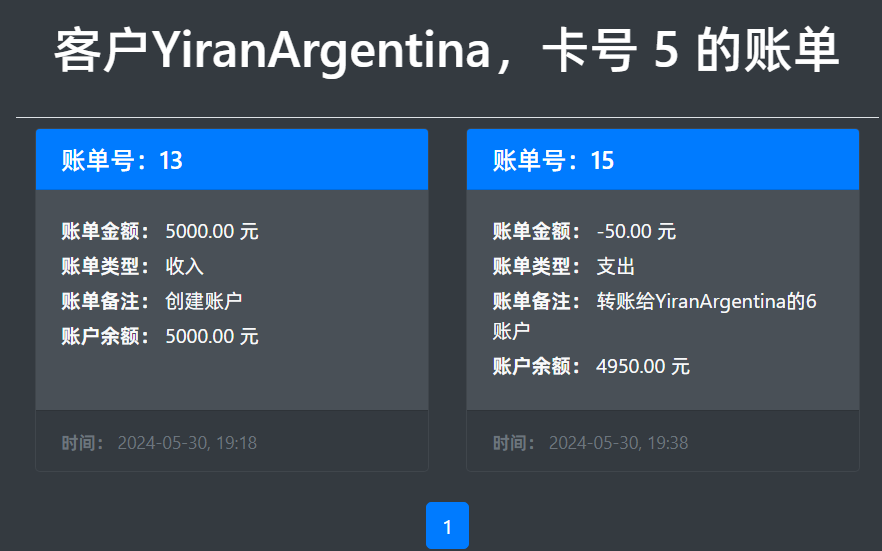 客户YiranArgentina，卡号 5 的账单
账单号：13
账单金额： 5000.00 元
账单类型： 收入
账单备注： 创建账户
账户余额： 5000.00 元
时间： 2024-05-30, 19:18
账单号：15
账单金额： -50.00 元
账单类型： 支出
账单备注： 转账给YiranArgentina的6
账户
账户余额： 4950.00 元
时间： 2024-05-30, 19:38
1